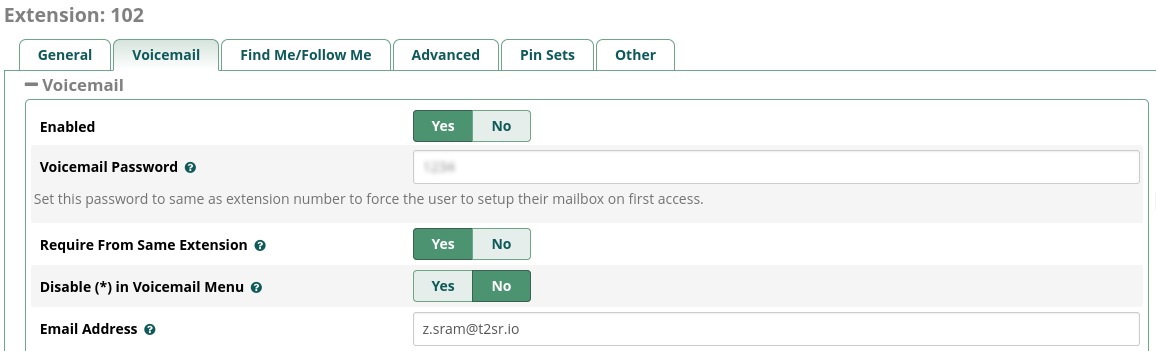 Extension: 102
General Voicemail Find Me/Follow Me Advanced Pin Sets Other
Voicemail
Enabled Yes No
Voicemail Password
Set this password to same as extension number to force the user to setup their mailbox on first access.
Require From Same Extension Yes No
Disable (*) in Voicemail Menu Yes No
Email Address z.sram@t2sr.io